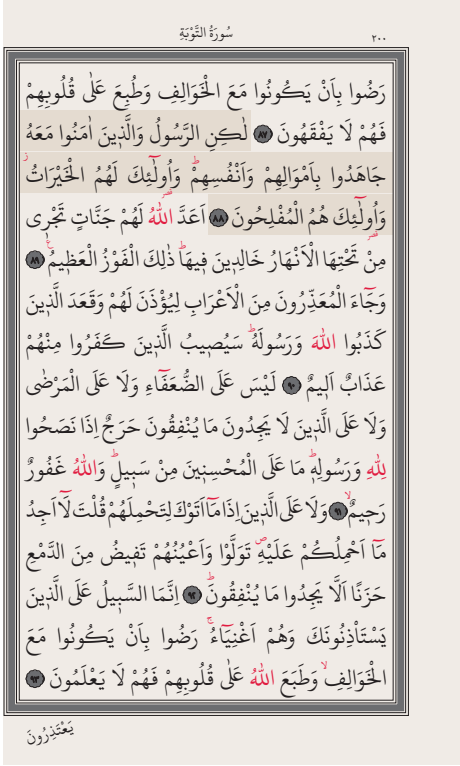 سُورَةُ التَّوْبَةِ ٢٠٠
رَضُوا بِاَنْ يَكُونُوا مَعَ الْخَوَالِفِ وَطُبِعَ عَلٰى قُلُوبِهِمْ
فَهُمْ لَا يَفْقَهُونَ ﴿٨٧﴾ لٰكِنِ الرَّسُولُ وَالَّذِينَ اٰمَنُوا مَعَهُ
جَاهَدُوا بِاَمْوَالِهِمْ وَاَنْفُسِهِمْۜ وَاُولٰٓئِكَ لَهُمُ الْخَيْرَاتُۘ
وَاُولٰٓئِكَ هُمُ الْمُفْلِحُونَ ﴿٨٨﴾ اَعَدَّ اللّٰهُ لَهُمْ جَنَّاتٍ تَجْرِى
مِنْ تَحْتِهَا الْاَنْهَارُ خَالِدِينَ فِيهَاۜ ذٰلِكَ الْفَوْزُ الْعَظِيمُ۟ ﴿٨٩﴾
وَجَٓاءَ الْمُعَذِّرُونَ مِنَ الْاَعْرَابِ لِيُؤْذَنَ لَهُمْ وَقَعَدَ الَّذِينَ
كَذَبُوا اللّٰهَ وَرَسُولَهُۜ سَيُصِيبُ الَّذِينَ كَفَرُوا مِنْهُمْ
عَذَابٌ اَلِيمٌ ﴿٩٠﴾ لَيْسَ عَلَى الضُّعَفَٓاءِ وَلَا عَلَى الْمَرْضٰى
وَلَا عَلَى الَّذِينَ لَا يَجِدُونَ مَا يُنْفِقُونَ حَرَجٌ اِذَا نَصَحُوا
لِلّٰهِ وَرَسُولِهِۜ مَا عَلَى الْمُحْسِنِينَ مِنْ سَبِيلٍۜ وَاللّٰهُ غَفُورٌ
رَحِيمٌۙ ﴿٩١﴾ وَلَا عَلَى الَّذِينَ اِذَا مَٓا اَتَوْكَ لِتَحْمِلَهُمْ قُلْتَ لَٓا اَجِدُ
مَٓا اَحْمِلُكُمْ عَلَيْهِۖ تَوَلَّوْا وَاَعْيُنُهُمْ تَفِيضُ مِنَ الدَّمْعِ
حَزَنًا اَلَّا يَجِدُوا مَا يُنْفِقُونَۜ ﴿٩٢﴾ اِنَّمَا السَّبِيلُ عَلَى الَّذِينَ
يَسْتَأْذِنُونَكَ وَهُمْ اَغْنِيَٓاءُۚ رَضُوا بِاَنْ يَكُونُوا مَعَ
الْخَوَالِفِۙ وَطَبَعَ اللّٰهُ عَلٰى قُلُوبِهِمْ فَهُمْ لَا يَعْلَمُونَ ﴿٩٣﴾
يَعْتَذِرُونَ